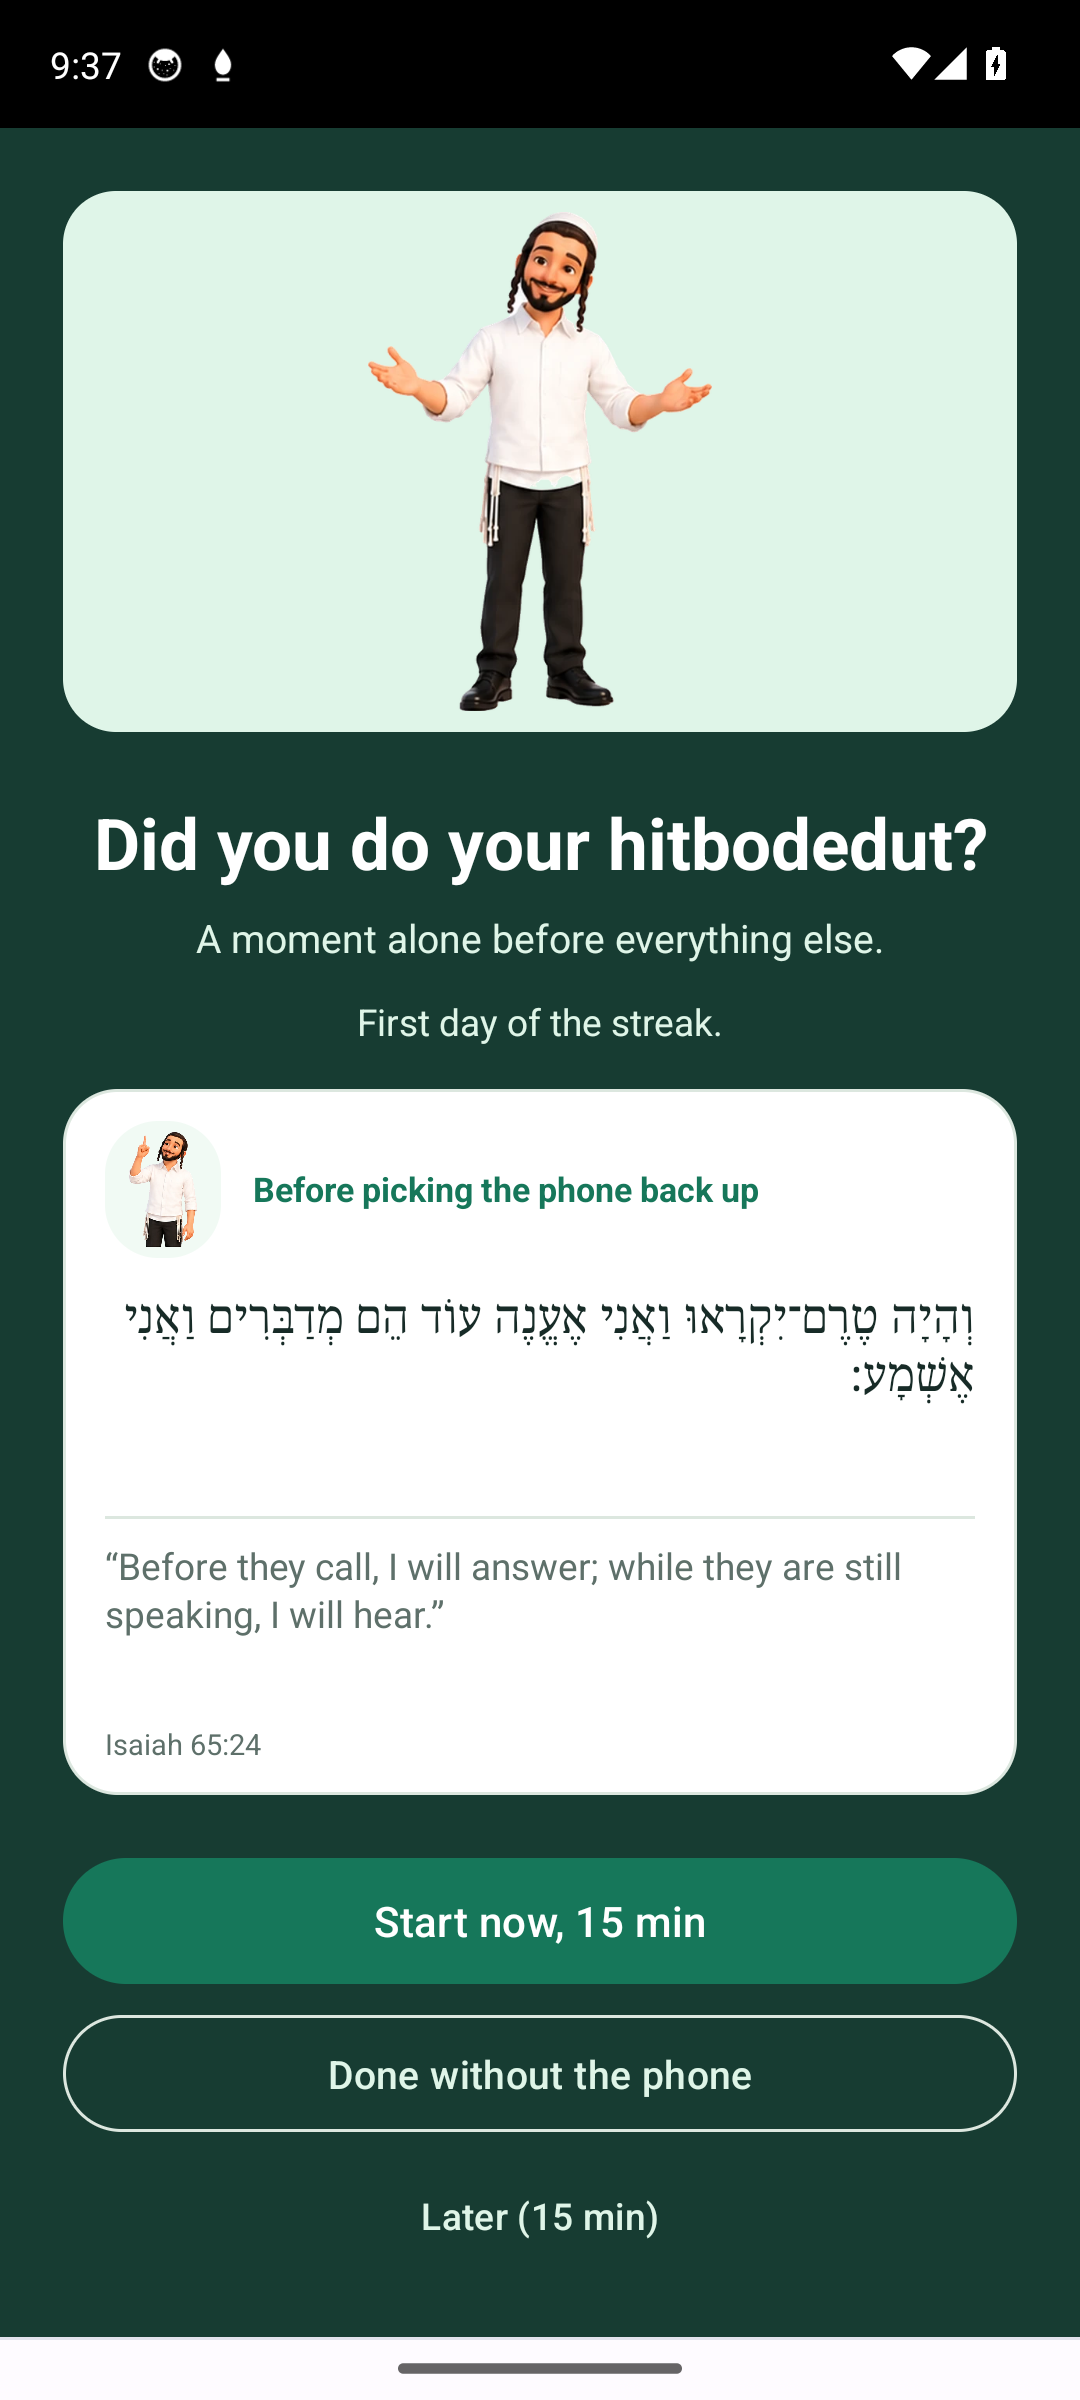 9:37
Did you do your hitbodedut?
A moment alone before everything else.
First day of the streak.
Before picking the phone back up
וְהָיָה טֶרֶם־יִקְרָאוּ וַאֲנִי אֶעֱנֶה עוֹד הֵם מְדַבְּרִים וַאֲנִי
אֶשְׁמָע׃
“Before they call, I will answer; while they are still
speaking, I will hear.”
Isaiah 65:24
Start now, 15 min
Done without the phone
Later (15 min)